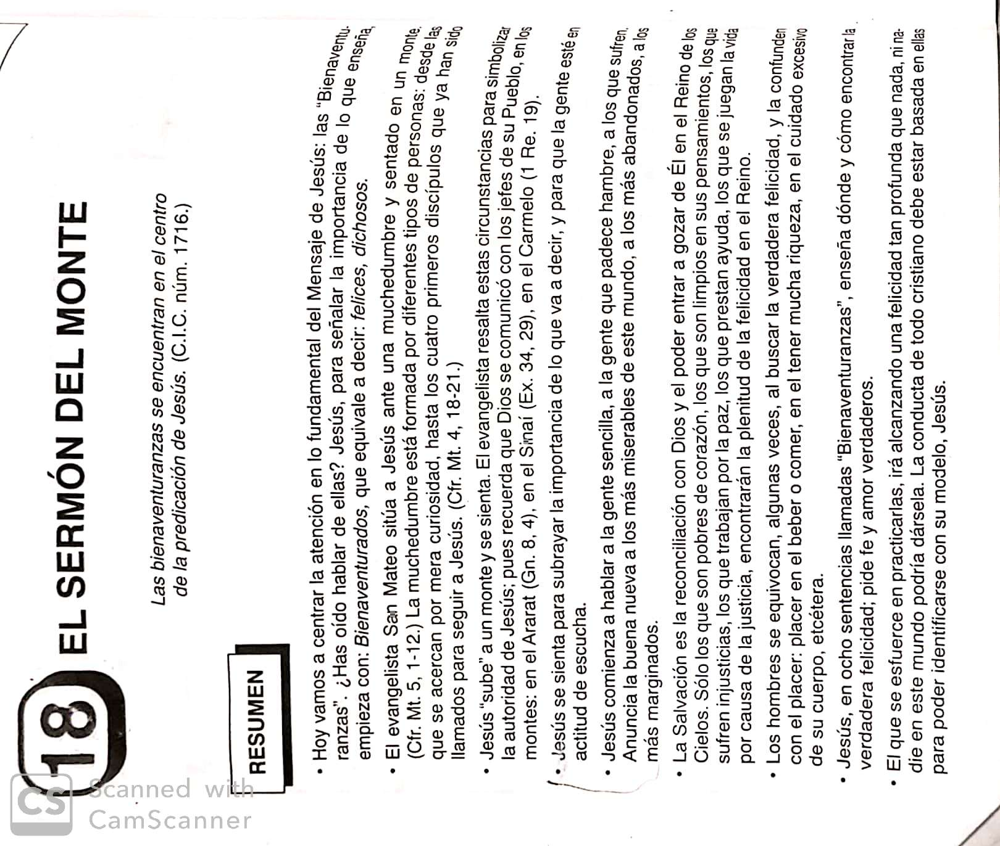 18 EL SERMÓN DEL MONTE
Las bienaventuranzas se encuentran en el centro
de la predicación de Jesús. (C.I.C. núm. 1716.)
RESUMEN
• Hoy vamos a centrar la atención en lo fundamental del Mensaje de Jesús: las “Bienaventu-
ranzas”. ¿Has oído hablar de ellas? Jesús, para señalar la importancia de lo que enseña,
empieza con: Bienaventurados, que equivale a decir: felices, dichosos.
• El evangelista San Mateo sitúa a Jesús ante una muchedumbre y sentado en un monte.
(Cfr. Mt. 5, 1-12.) La muchedumbre está formada por diferentes tipos de personas: desde las
que se acercan por mera curiosidad, hasta los cuatro primeros discípulos que ya han sido
llamados para seguir a Jesús. (Cfr. Mt. 4, 18-21.)
• Jesús “sube” a un monte y se sienta. El evangelista resalta estas circunstancias para simbolizar
la autoridad de Jesús; pues recuerda que Dios se comunicó con los jefes de su Pueblo, en los
montes: en el Ararat (Gn. 8, 4), en el Sinaí (Ex. 34, 29), en el Carmelo (1 Re. 19).
• Jesús se sienta para subrayar la importancia de lo que va a decir, y para que la gente esté en
actitud de escucha.
• Jesús comienza a hablar a la gente sencilla, a la gente que padece hambre, a los que sufren.
Anuncia la buena nueva a los más miserables de este mundo, a los más abandonados, a los
más marginados.
• La Salvación es la reconciliación con Dios y el poder entrar a gozar de Él en el Reino de los
Cielos. Sólo los que son pobres de corazón, los que son limpios en sus pensamientos, los que
sufren injusticias, los que trabajan por la paz, los que prestan ayuda, los que se juegan la vida
por causa de la justicia, encontrarán la plenitud de la felicidad en el Reino.
• Los hombres se equivocan, algunas veces, al buscar la verdadera felicidad, y la confunden
con el placer: placer en el beber o comer, en el tener mucha riqueza, en el cuidado excesivo
de su cuerpo, etcétera.
• Jesús, en ocho sentencias llamadas “Bienaventuranzas”, enseña dónde y cómo encontrar la
verdadera felicidad; pide fe y amor verdaderos.
• El que se esfuerce en practicarlas, irá alcanzando una felicidad tan profunda que nada, ni na-
die en este mundo podría dársela. La conducta de todo cristiano debe estar basada en ellas
para poder identificarse con su modelo, Jesús.
CS Scanned with
CamScanner